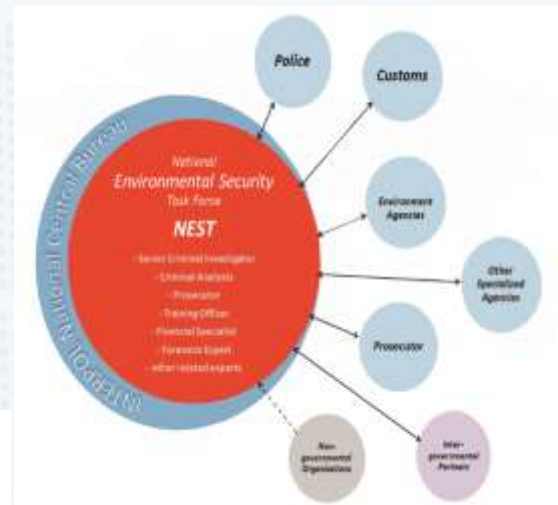 Police
Customs
INTERPOL National Central Bureau
National
Environmental Security
Task Force
NEST
- Senior Criminal Investigator
- Criminal Analysts
- Prosecutor
- Training Officer
- Financial Specialist
- Forensics Expert
- other related experts
Environment
Agencies
Other
Specialized
Agencies
Prosecutor
Non-
governmental
Organisations
Inter-
governmental
Partners